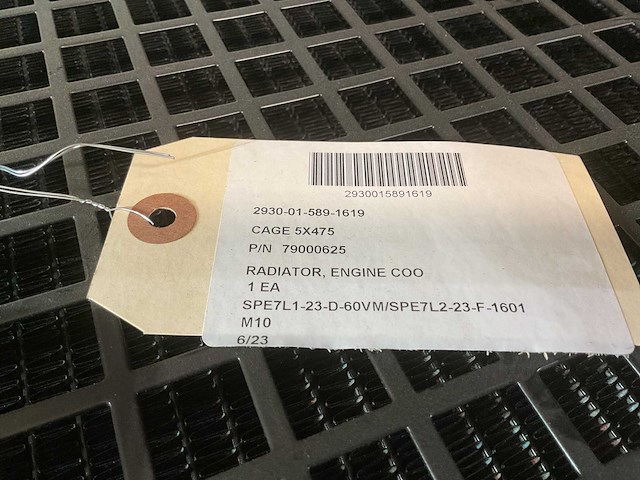 2930015891619
2930-01-589-1619
CAGE 5X475
P/N 79000625
RADIATOR, ENGINE COO
1 EA
SPE7L1-23-D-60VM/SPE7L2-23-F-1601
M10
6/23